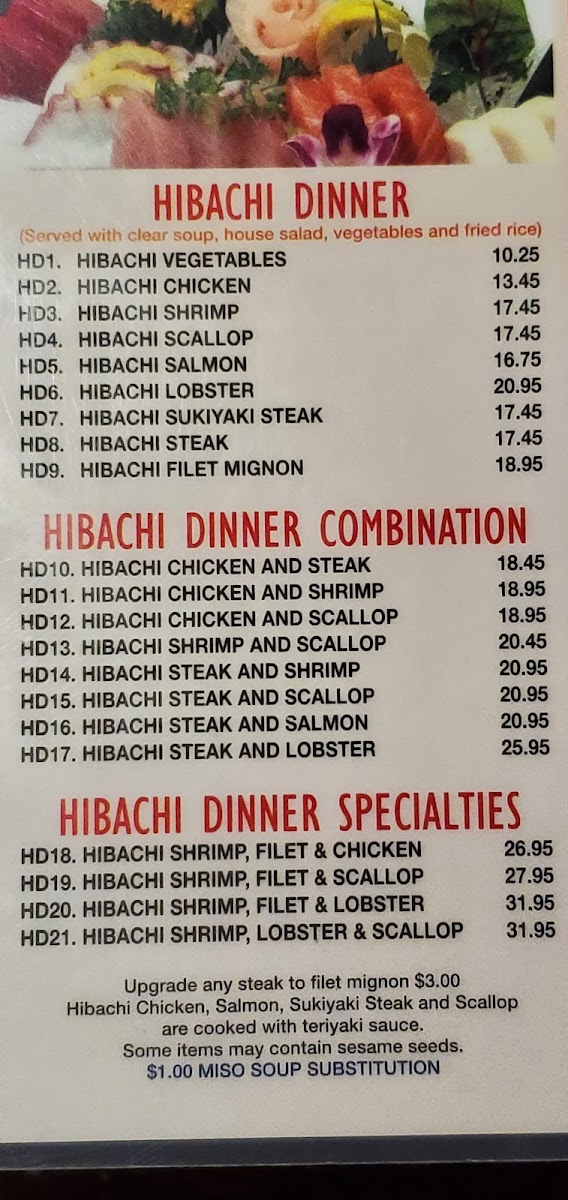 HIBACHI DINNER
(Served with clear soup, house salad, vegetables and fried rice)
HD1. HIBACHI VEGETABLES 10.25
HD2. HIBACHI CHICKEN 13.45
HD3. HIBACHI SHRIMP 17.45
HD4. HIBACHI SCALLOP 17.45
HD5. HIBACHI SALMON 16.75
HD6. HIBACHI LOBSTER 20.95
HD7. HIBACHI SUKIYAKI STEAK 17.45
HD8. HIBACHI STEAK 17.45
HD9. HIBACHI FILET MIGNON 18.95
HIBACHI DINNER COMBINATION
HD10. HIBACHI CHICKEN AND STEAK 18.45
HD11. HIBACHI CHICKEN AND SHRIMP 18.95
HD12. HIBACHI CHICKEN AND SCALLOP 18.95
HD13. HIBACHI SHRIMP AND SCALLOP 20.45
HD14. HIBACHI STEAK AND SHRIMP 20.95
HD15. HIBACHI STEAK AND SCALLOP 20.95
HD16. HIBACHI STEAK AND SALMON 20.95
HD17. HIBACHI STEAK AND LOBSTER 25.95
HIBACHI DINNER SPECIALTIES
HD18. HIBACHI SHRIMP, FILET & CHICKEN 26.95
HD19. HIBACHI SHRIMP, FILET & SCALLOP 27.95
HD20. HIBACHI SHRIMP, FILET & LOBSTER 31.95
HD21. HIBACHI SHRIMP, LOBSTER & SCALLOP 31.95
Upgrade any steak to filet mignon $3.00
Hibachi Chicken, Salmon, Sukiyaki Steak and Scallop
are cooked with teriyaki sauce.
Some items may contain sesame seeds.
$1.00 MISO SOUP SUBSTITUTION